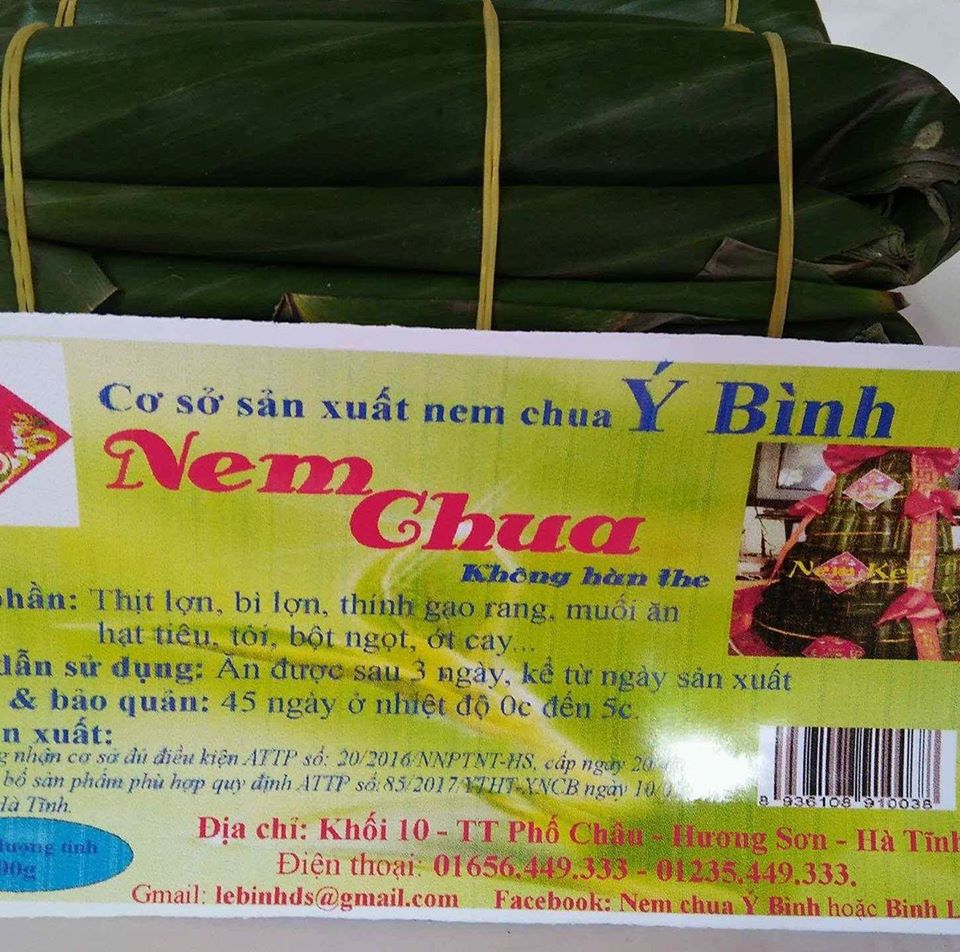 Cơ sở sản xuất nem chua Ý Bình
Nem
Chua
Không hàn the
Nem Kẹp
phần: Thịt lợn, bì lợn, thính gạo rang, muối ăn
hạt tiêu, tỏi, bột ngọt, ớt cay...
dẫn sử dụng: Ăn được sau 3 ngày, kể từ ngày sản xuất
& bảo quản: 45 ngày ở nhiệt độ 0c đến 5c.
n xuất:
nhận cơ sở đủ điều kiện ATTP số: 20/2016/NNPTNT-HS, cấp ngày
bố sản phẩm phù hợp quy định ATTP số:85/2017/YTHT-XNCB ngày
Hà Tĩnh.
8 936108 910038
lượng tịnh
00g
Địa chỉ: Khối 10 - TT Phố Châu - Hương Sơn - Hà Tĩnh
Điện thoại: 01656.449.333 - 01235.449.333.
Gmail: lebinhds@gmail.com Facebook: Nem chua Ý Bình hoặc Bình L